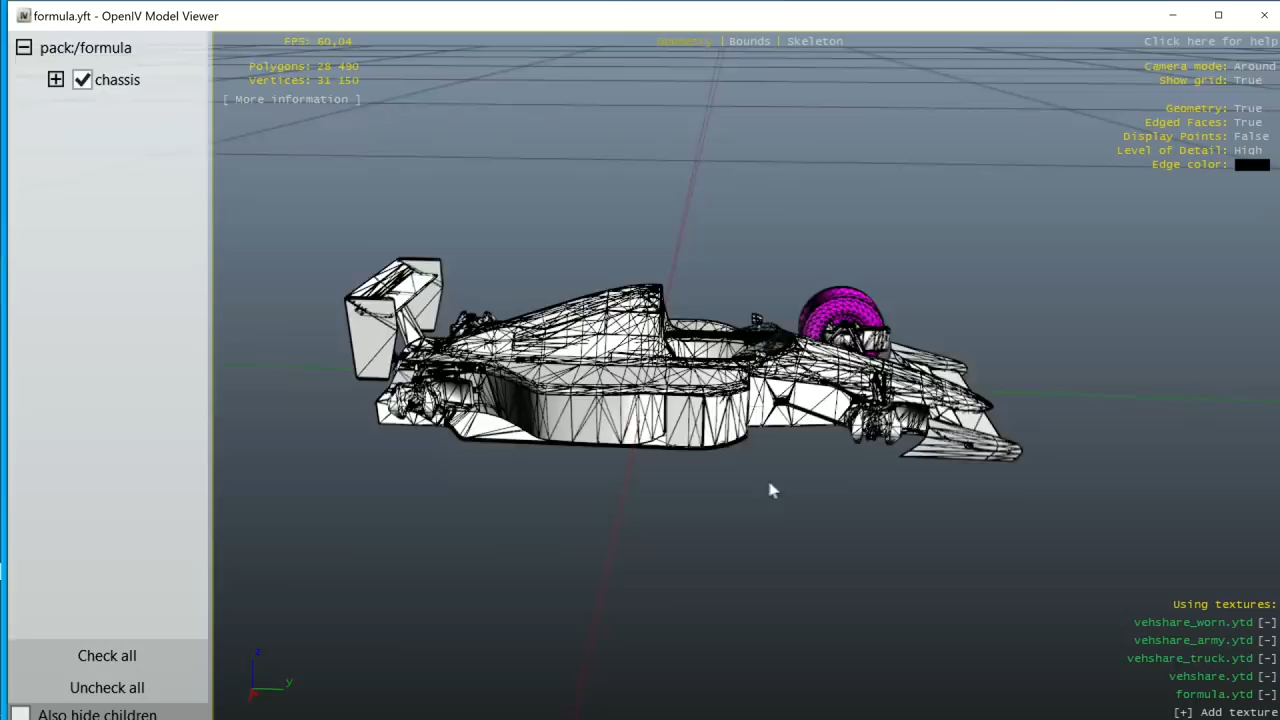 formula.yft - OpenIV Model Viewer
pack:/formula
chassis
FPS: 60,04
Geometry | Bounds | Skeleton
Click here for help
Polygons: 28 490
Vertices: 31 150
[ More information ]
Camera mode: Around
Show grid: True
Geometry: True
Edged Faces: True
Display Points: False
Level of Detail: High
Edge color:
z
y
Using textures:
vehshare_worn.ytd [-]
vehshare_army.ytd [-]
vehshare_truck.ytd [-]
vehshare.ytd [-]
formula.ytd [-]
[+] Add texture
Check all
Uncheck all
Also hide children